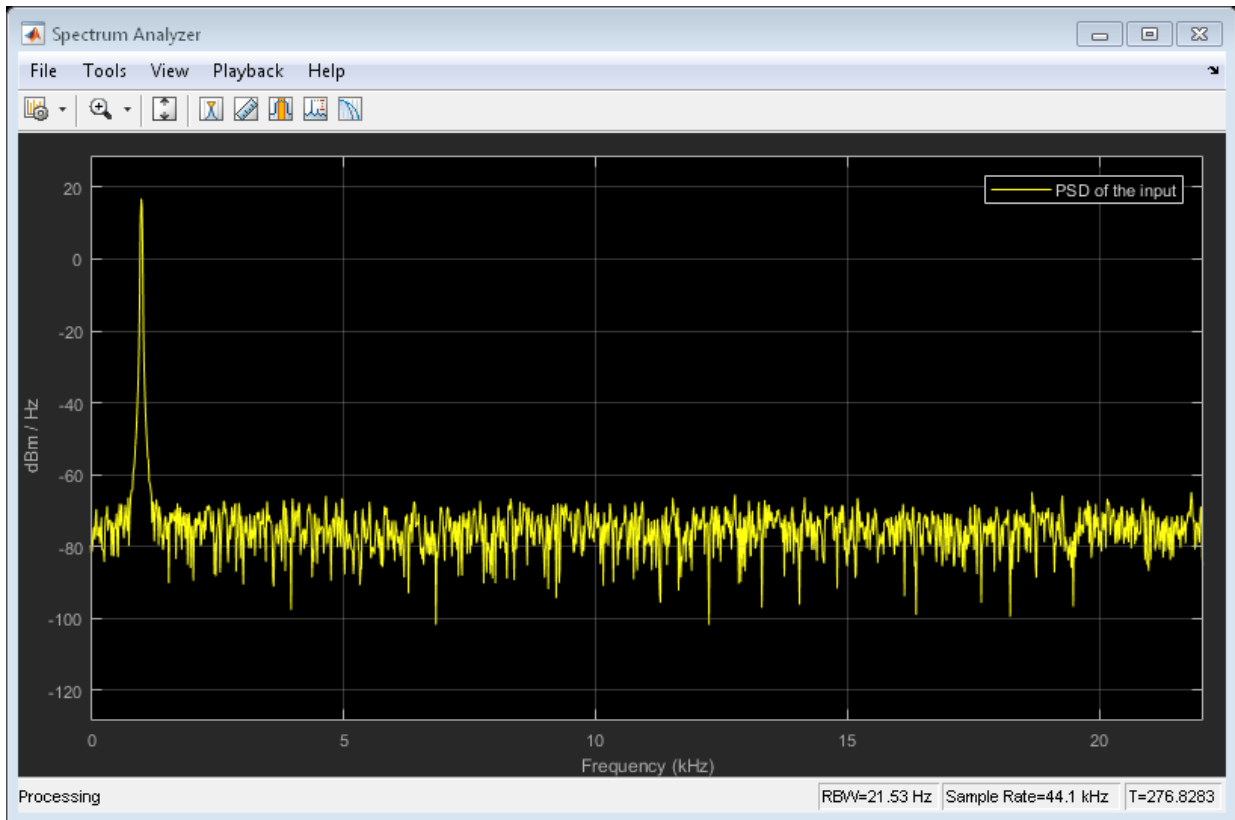 Spectrum Analyzer
File Tools View Playback Help
PSD of the input
20
0
-20
-40
-60
-80
-100
-120
dBm / Hz
0 5 10 15 20
Frequency (kHz)
Processing RBW=21.53 Hz Sample Rate=44.1 kHz T=276.8283